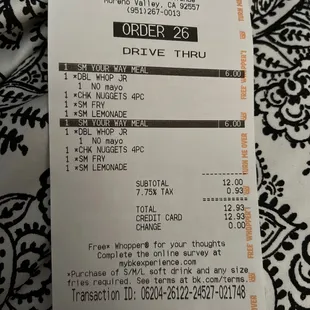 Moreno Valley, CA 92557
(951)267-0013
ORDER 26
DRIVE THRU
1 SM YOUR WAY MEAL 6.00
1 *DBL WHOP JR
1 NO mayo
1 *CHK NUGGETS 4PC
1 *SM FRY
1 *SM LEMONADE
1 SM YOUR WAY MEAL 6.00
1 *DBL WHOP JR
1 NO mayo
1 *CHK NUGGETS 4PC
1 *SM FRY
1 *SM LEMONADE
SUBTOTAL 12.00
7.75% TAX 0.93
TOTAL 12.93
CREDIT CARD 12.93
CHANGE 0.00
Free* Whopper® for your thoughts
Complete the online survey at
mybkexperience.com
*Purchase of S/M/L soft drink and any size
fries required. See terms at bk.com/terms.
Transaction ID: 06204-26122-24527-021748